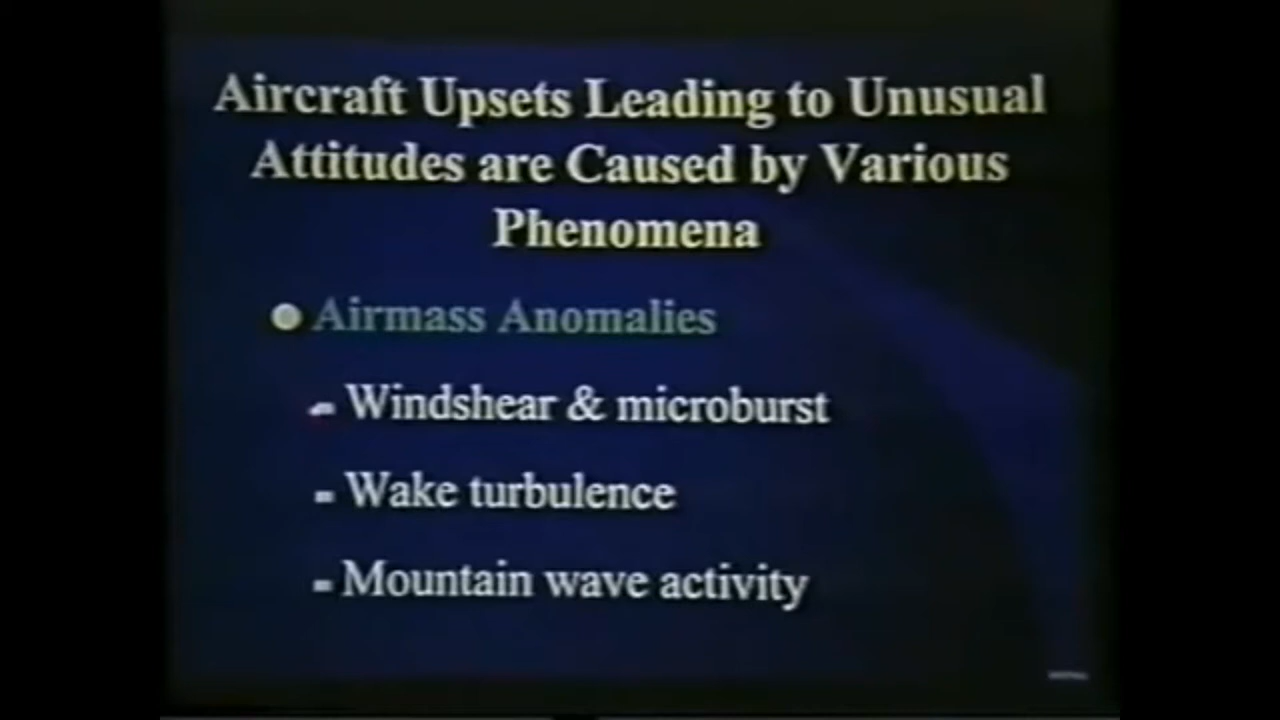 Aircraft Upsets Leading to Unusual
Attitudes are Caused by Various
Phenomena
● Airmass Anomalies
- Windshear & microburst
- Wake turbulence
- Mountain wave activity